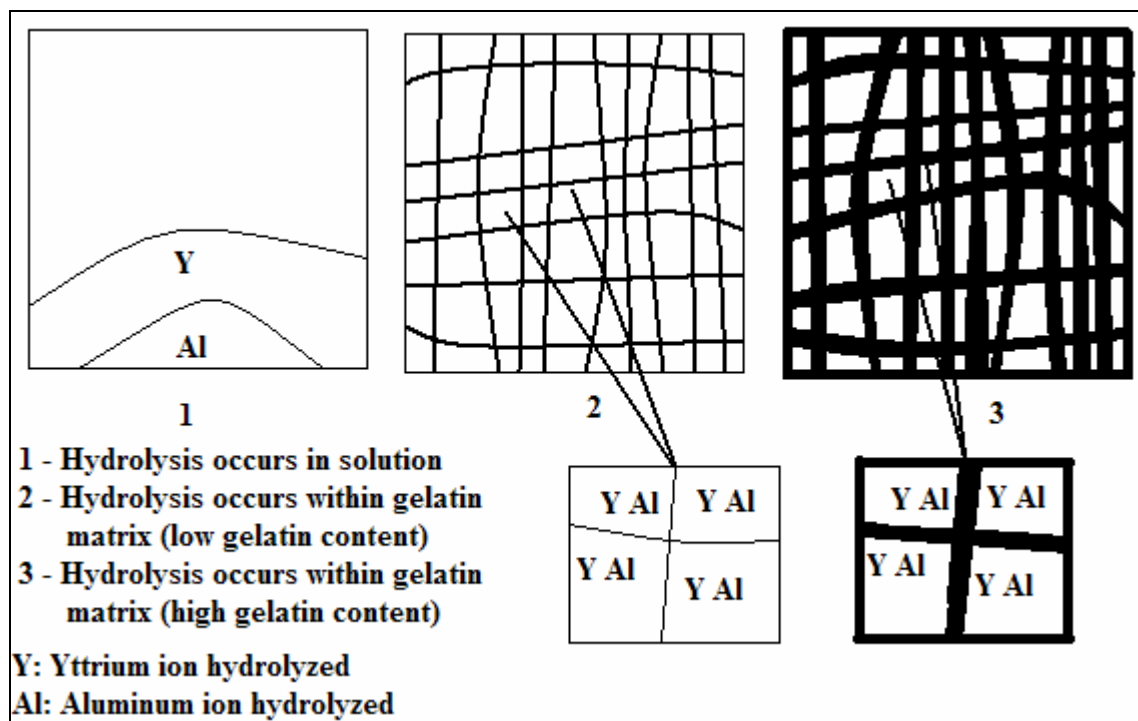 Y
Al
1
2
3
1 - Hydrolysis occurs in solution
2 - Hydrolysis occurs within gelatin
matrix (low gelatin content)
3 - Hydrolysis occurs within gelatin
matrix (high gelatin content)
Y Al
Y Al
Y Al
Y Al
Y Al
Y Al
Y Al
Y Al
Y: Yttrium ion hydrolyzed
Al: Aluminum ion hydrolyzed